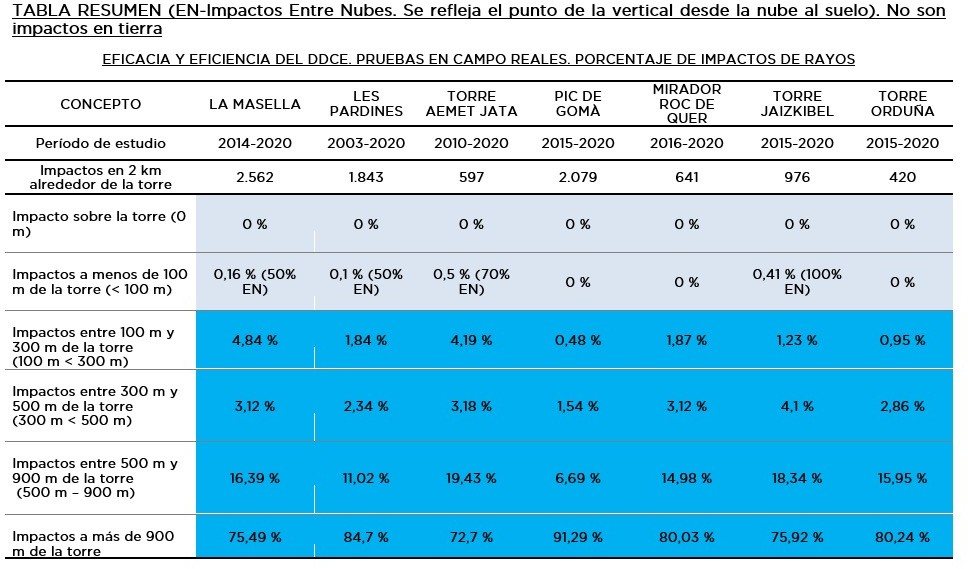 TABLA RESUMEN (EN-Impactos Entre Nubes. Se refleja el punto de la vertical desde la nube al suelo). No son
impactos en tierra
EFICACIA Y EFICIENCIA DEL DDCE. PRUEBAS EN CAMPO REALES. PORCENTAJE DE IMPACTOS DE RAYOS
CONCEPTO LA MASELLA LES PARDINES TORRE AEMET JATA PIC DE GOMÀ MIRADOR ROC DE QUER TORRE JAIZKIBEL TORRE ORDUÑA
Período de estudio 2014-2020 2003-2020 2010-2020 2015-2020 2016-2020 2015-2020 2015-2020
Impactos en 2 km alrededor de la torre 2.562 1.843 597 2.079 641 976 420
Impacto sobre la torre (0 m) 0 % 0 % 0 % 0 % 0 % 0 % 0 %
Impactos a menos de 100 m de la torre (< 100 m) 0,16 % (50% EN) 0,1 % (50% EN) 0,5 % (70% EN) 0 % 0 % 0,41 % (100% EN) 0 %
Impactos entre 100 m y 300 m de la torre (100 m < 300 m) 4,84 % 1,84 % 4,19 % 0,48 % 1,87 % 1,23 % 0,95 %
Impactos entre 300 m y 500 m de la torre (300 m < 500 m) 3,12 % 2,34 % 3,18 % 1,54 % 3,12 % 4,1 % 2,86 %
Impactos entre 500 m y 900 m de la torre (500 m – 900 m) 16,39 % 11,02 % 19,43 % 6,69 % 14,98 % 18,34 % 15,95 %
Impactos a más de 900 m de la torre 75,49 % 84,7 % 72,7 % 91,29 % 80,03 % 75,92 % 80,24 %